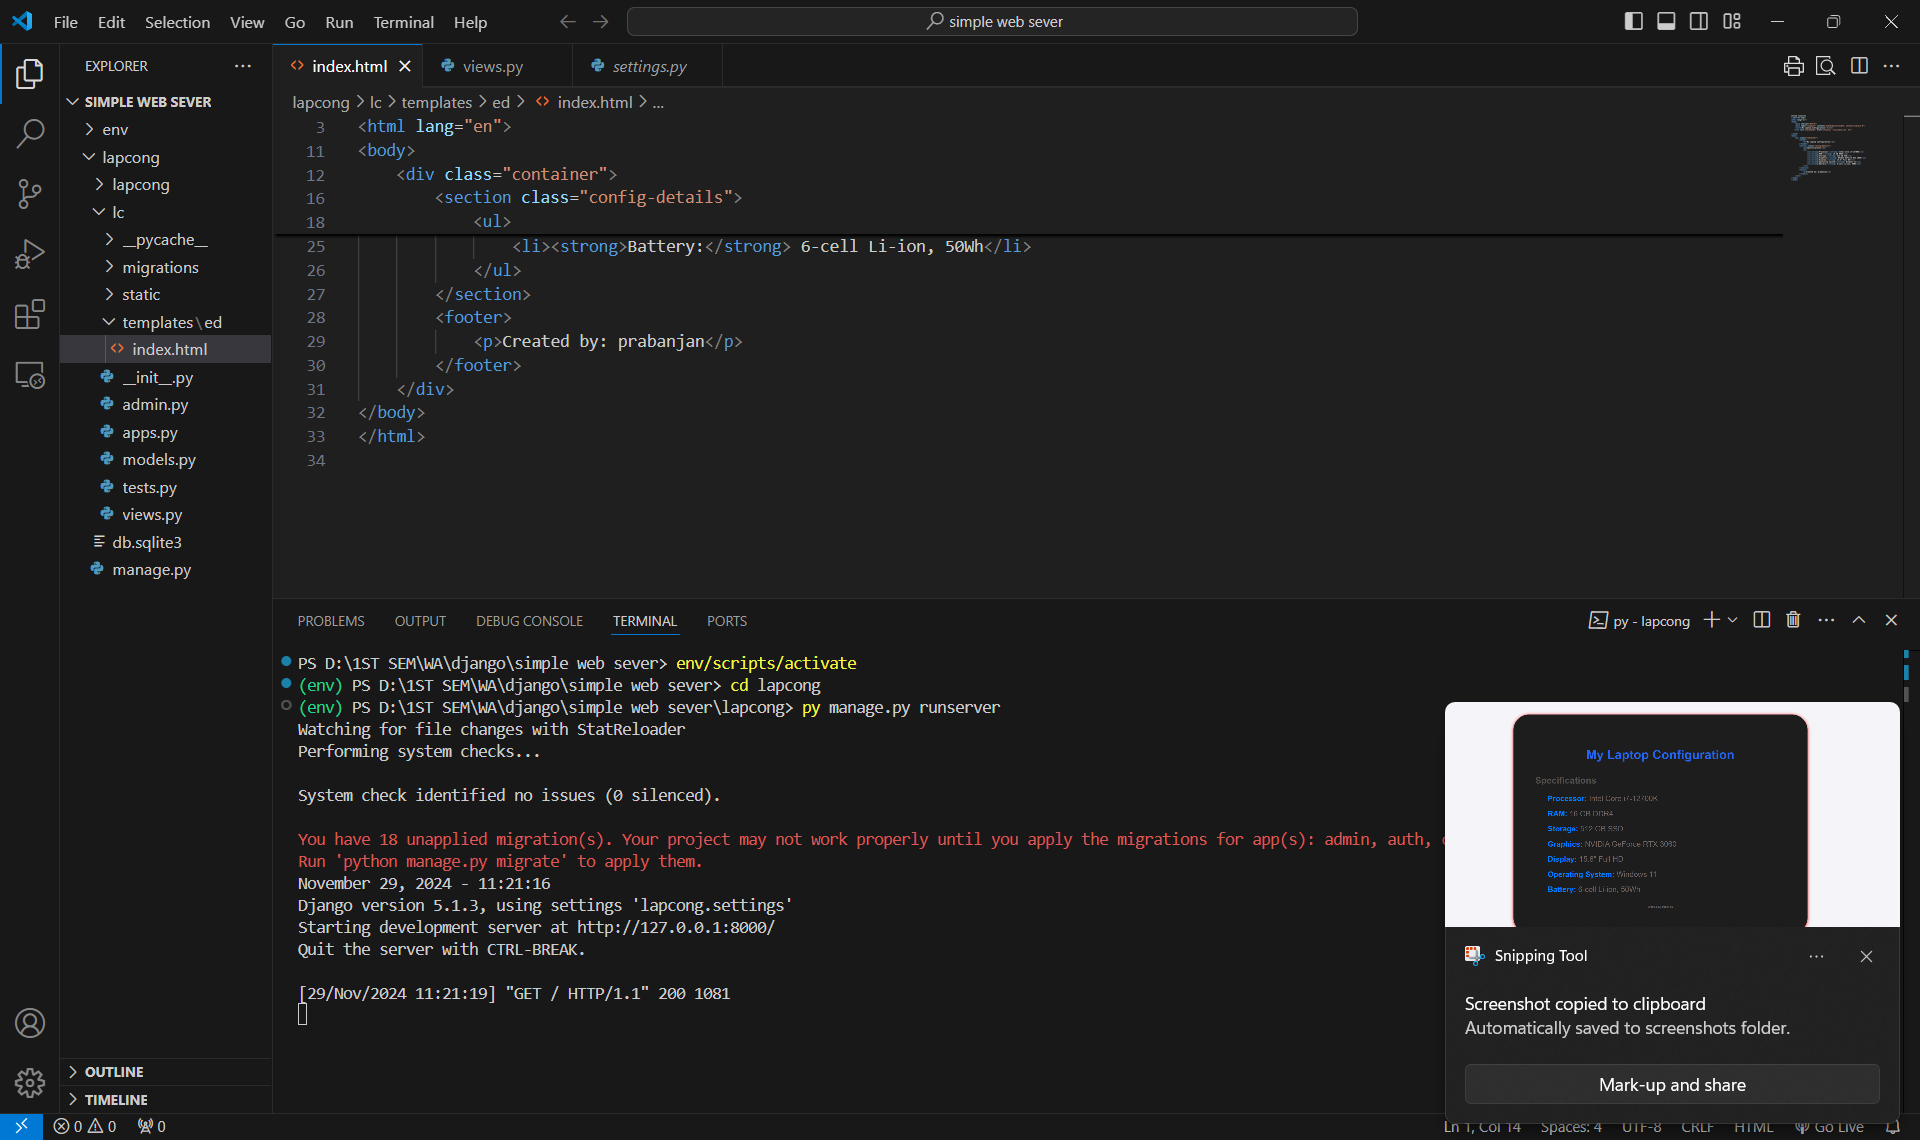 File Edit Selection View Go Run Terminal Help
simple web sever
EXPLORER
SIMPLE WEB SEVER
env
lapcong
lapcong
lc
__pycache__
migrations
static
templates\ed
index.html
__init__.py
admin.py
apps.py
models.py
tests.py
views.py
db.sqlite3
manage.py
OUTLINE
TIMELINE
index.html
views.py
settings.py
lapcong > lc > templates > ed > index.html > ...
3 <html lang="en">
11 <body>
12 <div class="container">
16 <section class="config-details">
18 <ul>
25 <li><strong>Battery:</strong> 6-cell Li-ion, 50Wh</li>
26 </ul>
27 </section>
28 <footer>
29 <p>Created by: prabanjan</p>
30 </footer>
31 </div>
32 </body>
33 </html>
34
PROBLEMS OUTPUT DEBUG CONSOLE TERMINAL PORTS
py - lapcong
PS D:\1ST SEM\WA\django\simple web sever> env/scripts/activate
(env) PS D:\1ST SEM\WA\django\simple web sever> cd lapcong
(env) PS D:\1ST SEM\WA\django\simple web sever\lapcong> py manage.py runserver
Watching for file changes with StatReloader
Performing system checks...
System check identified no issues (0 silenced).
You have 18 unapplied migration(s). Your project may not work properly until you apply the migrations for app(s): admin, auth,
Run 'python manage.py migrate' to apply them.
November 29, 2024 - 11:21:16
Django version 5.1.3, using settings 'lapcong.settings'
Starting development server at http://127.0.0.1:8000/
Quit the server with CTRL-BREAK.
[29/Nov/2024 11:21:19] "GET / HTTP/1.1" 200 1081
My Laptop Configuration
Specifications
Processor: Intel Core i7-12700K
RAM: 16 GB DDR4
Storage: 512 GB SSD
Graphics: NVIDIA GeForce RTX 3060
Display: 15.6" Full HD
Operating System: Windows 11
Battery: 6-cell Li-ion, 50Wh
Snipping Tool
Screenshot copied to clipboard
Automatically saved to screenshots folder.
Mark-up and share
0 0 0
Ln 1, Col 14 Spaces: 4 UTF-8 CRLF HTML Go Live